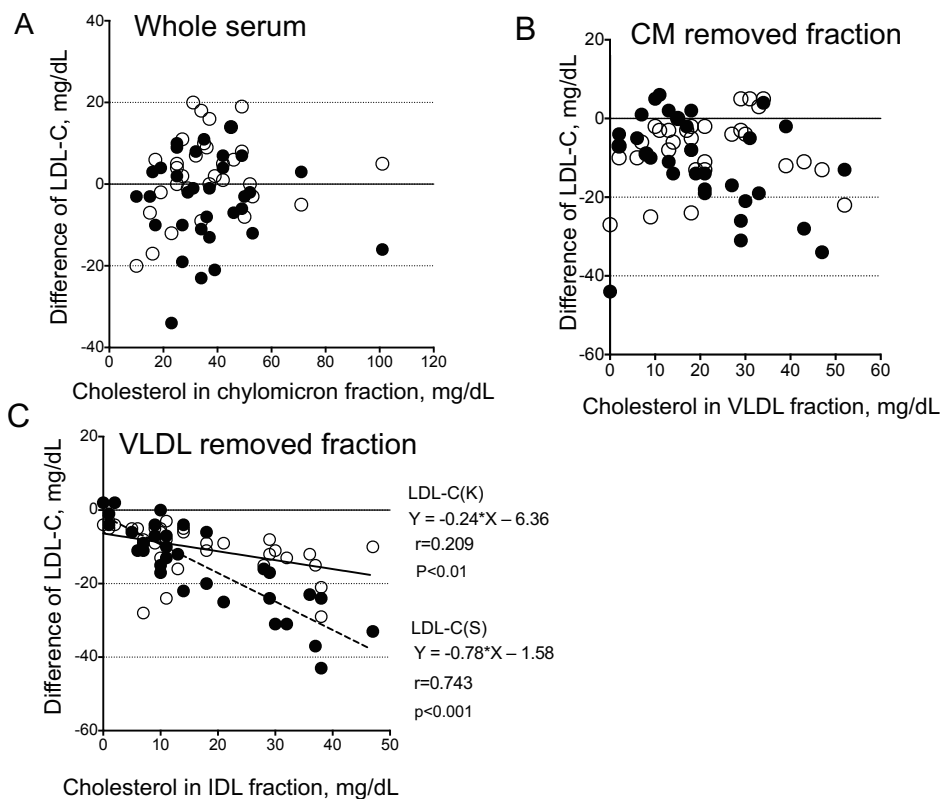 A
Whole serum
Difference of LDL-C, mg/dL
40
20
0
-20
-40
0 20 40 60 80 100 120
Cholesterol in chylomicron fraction, mg/dL
B
CM removed fraction
Difference of LDL-C, mg/dL
20
0
-20
-40
-60
0 10 20 30 40 50 60
Cholesterol in VLDL fraction, mg/dL
C
VLDL removed fraction
Difference of LDL-C, mg/dL
20
0
-20
-40
-60
0 10 20 30 40 50
Cholesterol in IDL fraction, mg/dL
LDL-C(K)
Y = -0.24*X – 6.36
r=0.209
P<0.01
LDL-C(S)
Y = -0.78*X – 1.58
r=0.743
p<0.001